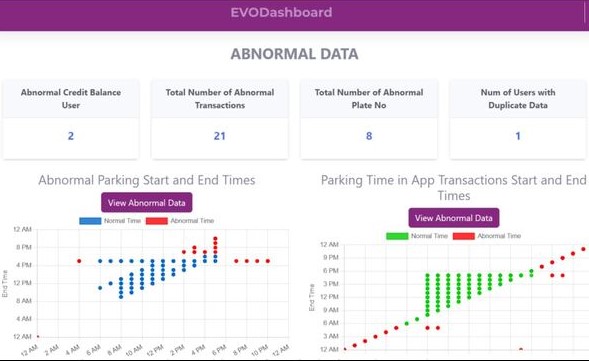 EVODashboard
ABNORMAL DATA
Abnormal Credit Balance
User
2
Total Number of Abnormal
Transactions
21
Total Number of Abnormal
Plate No
8
Num of Users with
Duplicate Data
1
Abnormal Parking Start and End Times
View Abnormal Data
Normal Time
Abnormal Time
12 AM
8 PM
4 PM
12 PM
8 AM
4 AM
12 AM
End Time
12 AM
2 AM
4 AM
6 AM
8 AM
10 AM
12 PM
2 PM
4 PM
6 PM
8 PM
10 PM
12 AM
Parking Time in App Transactions Start and End
Times
View Abnormal Data
Normal Time
Abnormal Time
12 AM
9 PM
6 PM
3 PM
12 PM
9 AM
6 AM
3 AM
12 AM
End Time